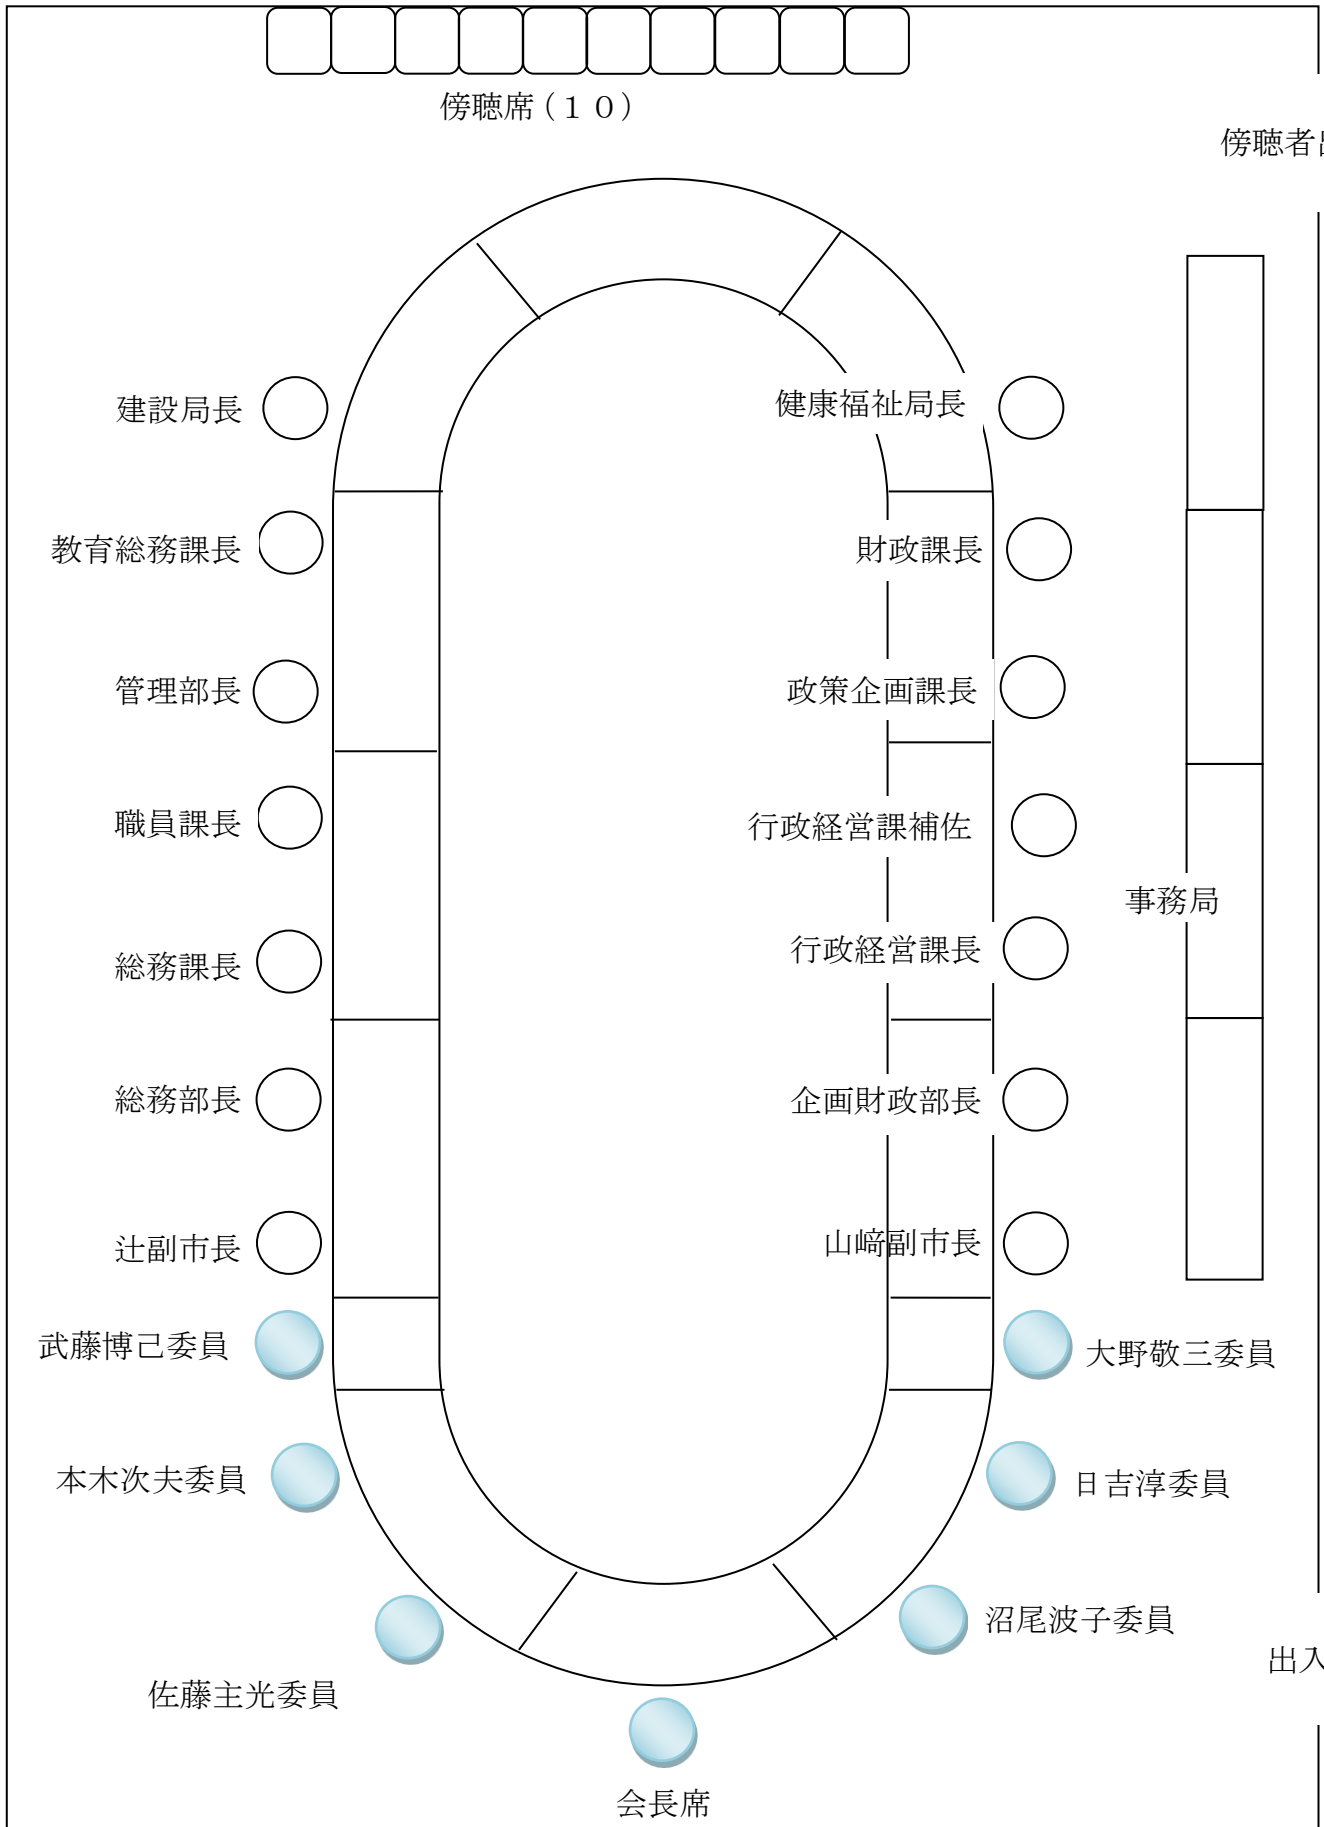 傍聴席(１０)
傍聴者
建設局長
健康福祉局長
教育総務課長
財政課長
管理部長
政策企画課長
職員課長
行政経営課補佐
事務局
総務課長
行政経営課長
総務部長
企画財政部長
辻副市長
山﨑副市長
武藤博己委員
大野敬三委員
本木次夫委員
日吉淳委員
沼尾波子委員
出入
佐藤主光委員
会長席